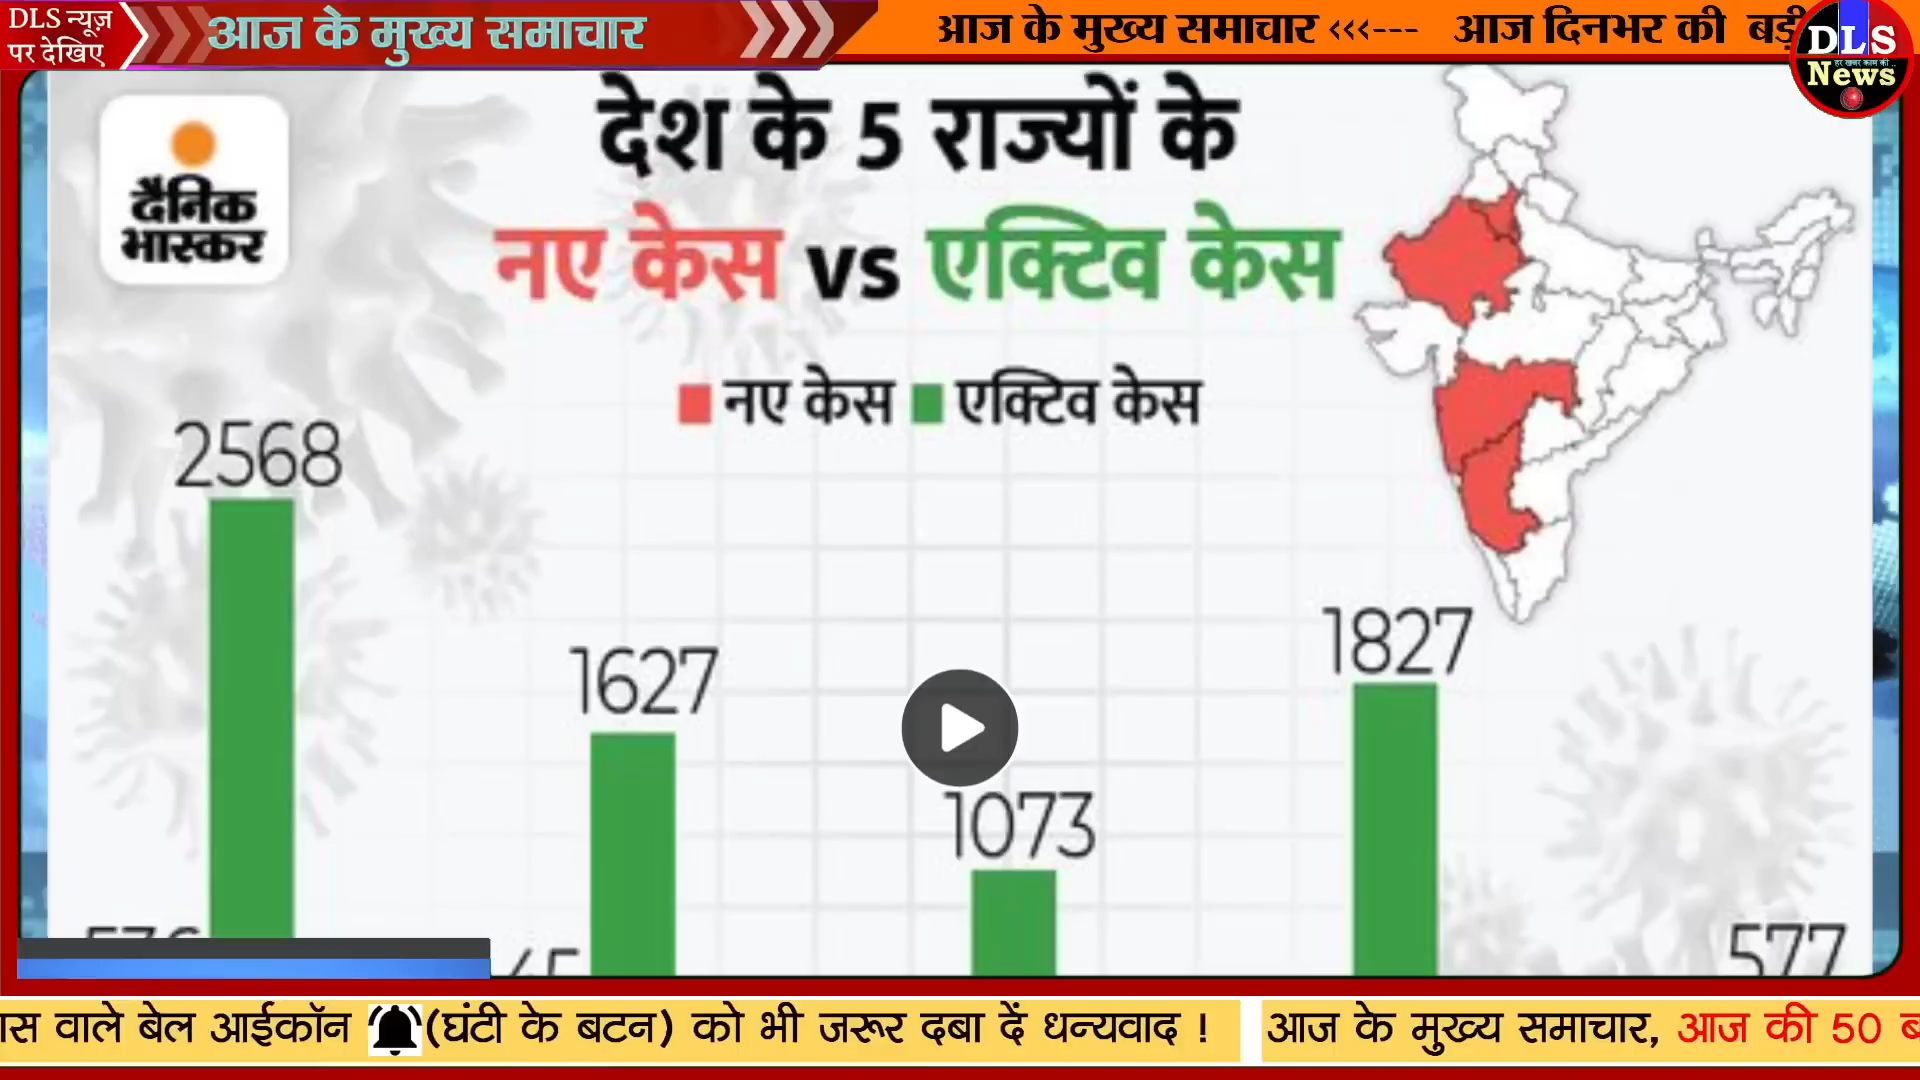 DLS न्यूज़
पर देखिए
आज के मुख्य समाचार
आज के मुख्य समाचार ‹‹‹--- आज दिनभर की
DLS
News
दैनिक
भास्कर
देश के 5 राज्यों के
नए केस vs एक्टिव केस
नए केस एक्टिव केस
2568
1627
1827
1073
577
वाले बेल आईकॉन (घंटी के बटन) को भी जरूर दबा दें धन्यवाद !
आज के मुख्य समाचार, आज की 50